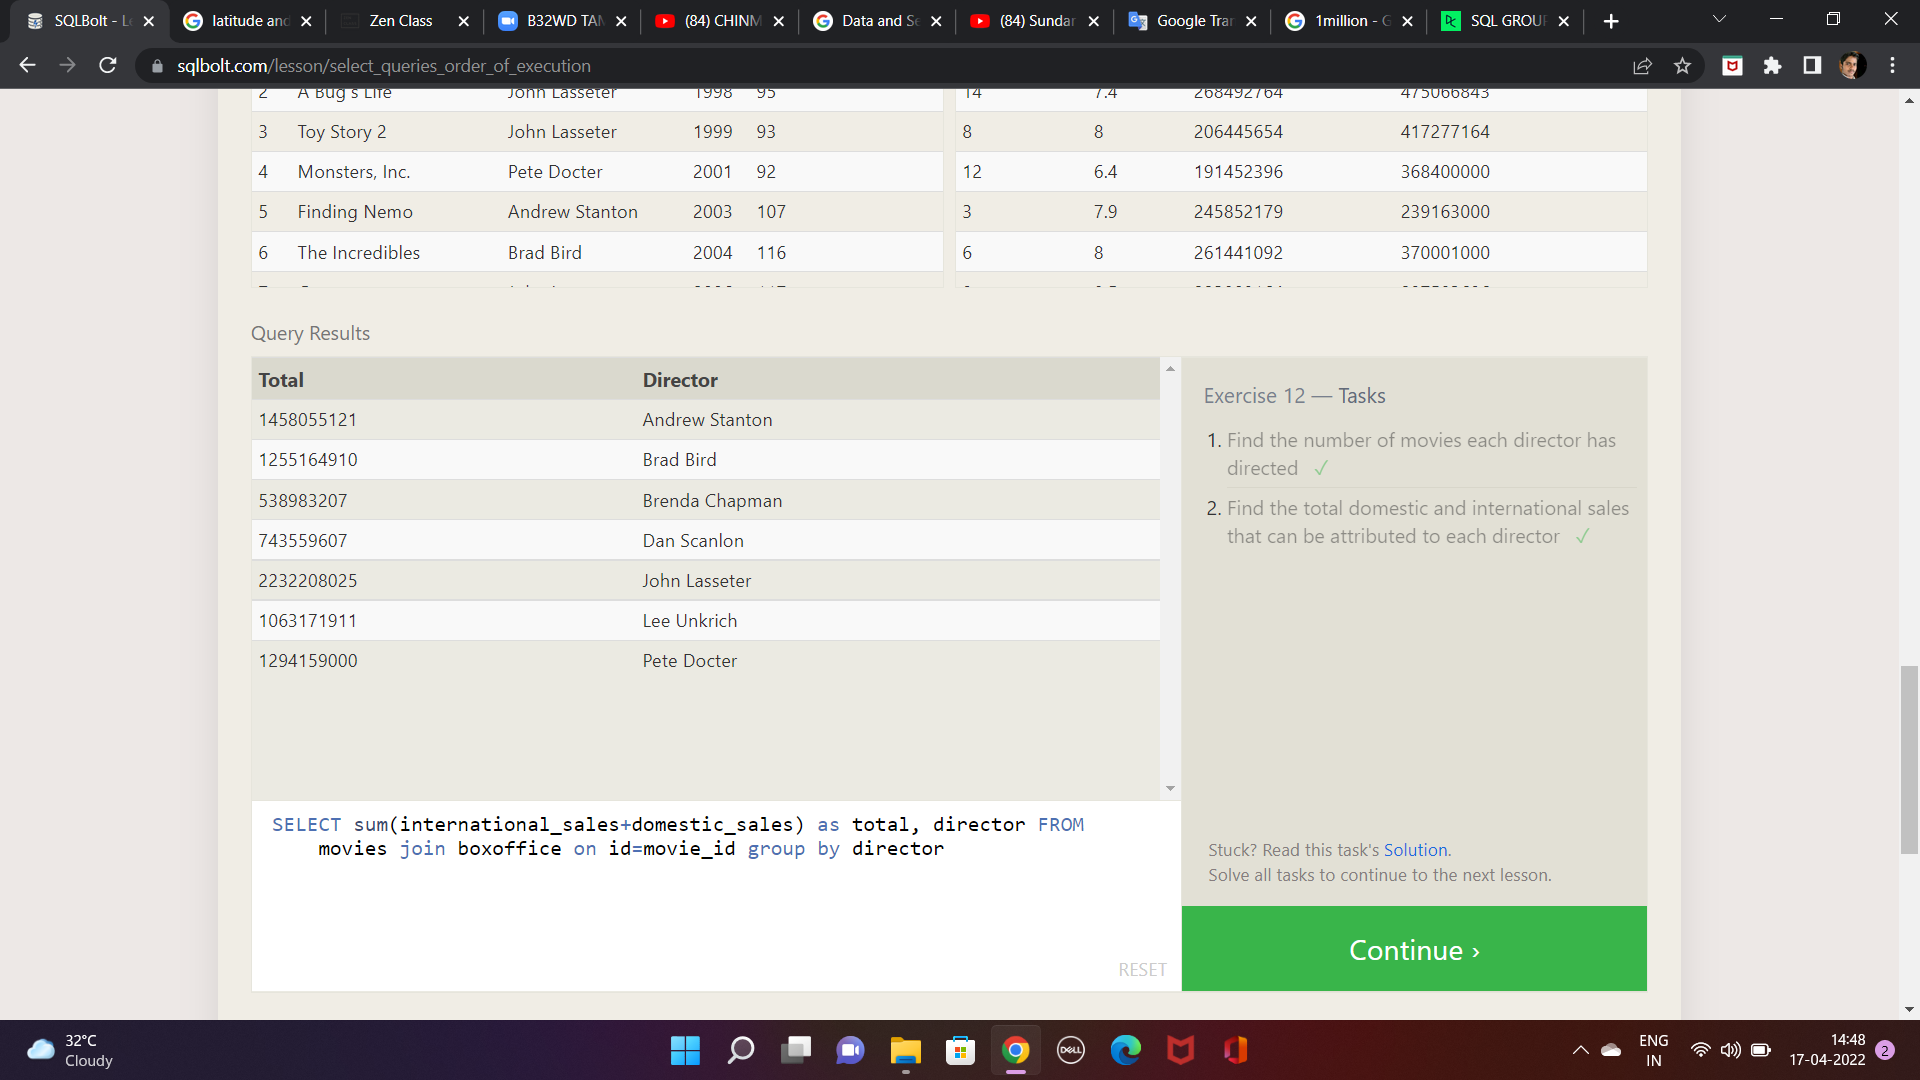 SQLBolt - Le
latitude and
Zen Class
B32WD TAM
(84) CHINM
Data and Se
(84) Sundar
Google Tran
1million - G
SQL GROUP
sqlbolt.com/lesson/select_queries_order_of_execution
2 A Bug's Life John Lasseter 1998 95 14 7.4 268492764 475066843
3 Toy Story 2 John Lasseter 1999 93 8 8 206445654 417277164
4 Monsters, Inc. Pete Docter 2001 92 12 6.4 191452396 368400000
5 Finding Nemo Andrew Stanton 2003 107 3 7.9 245852179 239163000
6 The Incredibles Brad Bird 2004 116 6 8 261441092 370001000
Query Results
Total Director
1458055121 Andrew Stanton
1255164910 Brad Bird
538983207 Brenda Chapman
743559607 Dan Scanlon
2232208025 John Lasseter
1063171911 Lee Unkrich
1294159000 Pete Docter
Exercise 12 — Tasks
1. Find the number of movies each director has
directed ✓
2. Find the total domestic and international sales
that can be attributed to each director ✓
SELECT sum(international_sales+domestic_sales) as total, director FROM
movies join boxoffice on id=movie_id group by director
RESET
Stuck? Read this task's Solution.
Solve all tasks to continue to the next lesson.
Continue ›
32°C
Cloudy
DELL
ENG
IN
14:48
17-04-2022
2